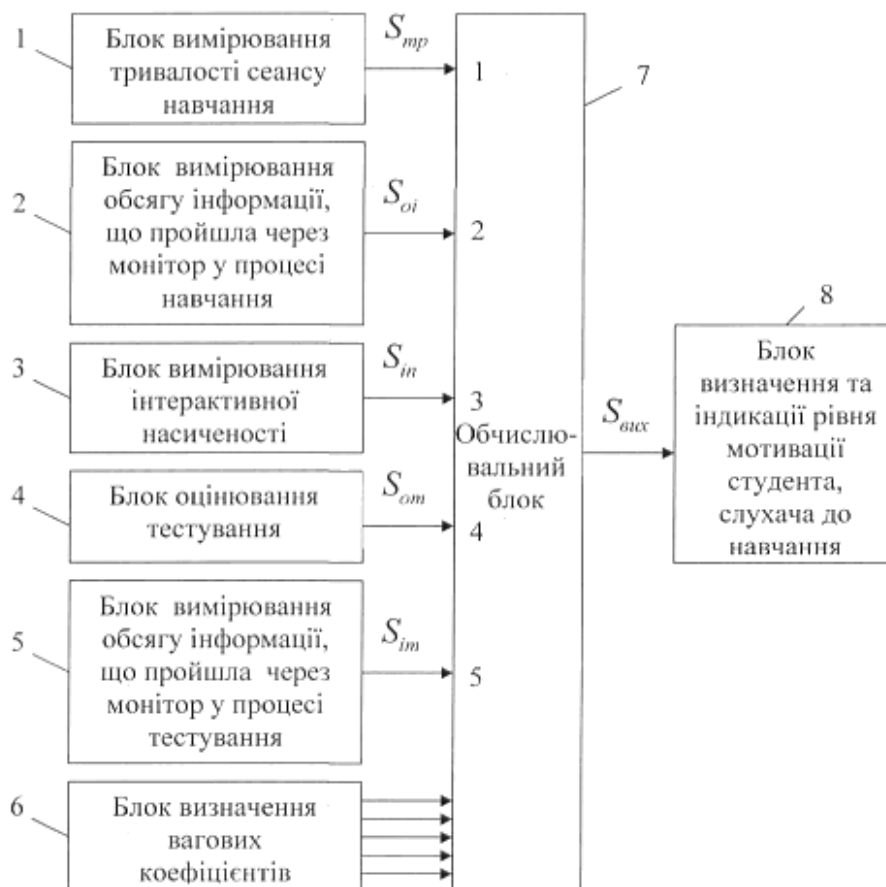 1
Блок вимірювання
тривалості сеансу
навчання
S_тр
1
7
2
Блок вимірювання
обсягу інформації,
що пройшла через
монітор у процесі
навчання
S_оі
2
3
Блок вимірювання
інтерактивної
насиченості
S_ін
3
Обчислю-
вальний
блок
S_вих
8
Блок
визначення та
індикації рівня
мотивації
студента,
слухача до
навчання
4
Блок оцінювання
тестування
S_от
4
5
Блок вимірювання
обсягу інформації,
що пройшла через
монітор у процесі
тестування
S_іт
5
6
Блок визначення
вагових
коефіцієнтів